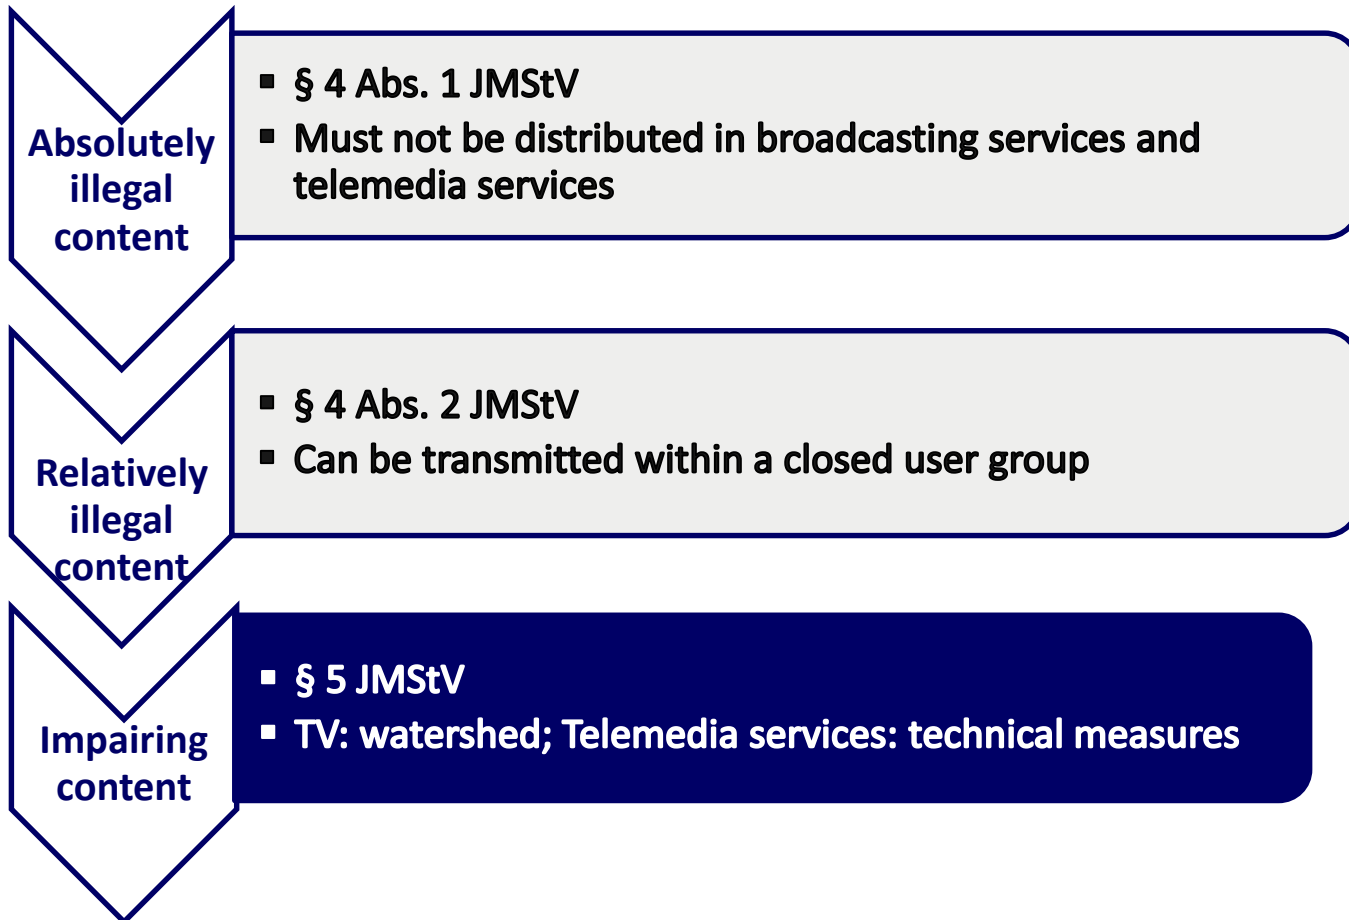 Absolutely
illegal
content
▪ § 4 Abs. 1 JMStV
▪ Must not be distributed in broadcasting services and
telemedia services
Relatively
illegal
content
▪ § 4 Abs. 2 JMStV
▪ Can be transmitted within a closed user group
Impairing
content
▪ § 5 JMStV
▪ TV: watershed; Telemedia services: technical measures